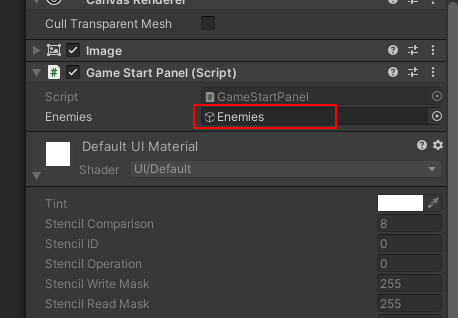 Canvas Renderer
Cull Transparent Mesh
Image
# Game Start Panel (Script)
Script # GameStartPanel
Enemies Enemies
Default UI Material
Shader UI/Default
Tint
Stencil Comparison 8
Stencil ID 0
Stencil Operation 0
Stencil Write Mask 255
Stencil Read Mask 255